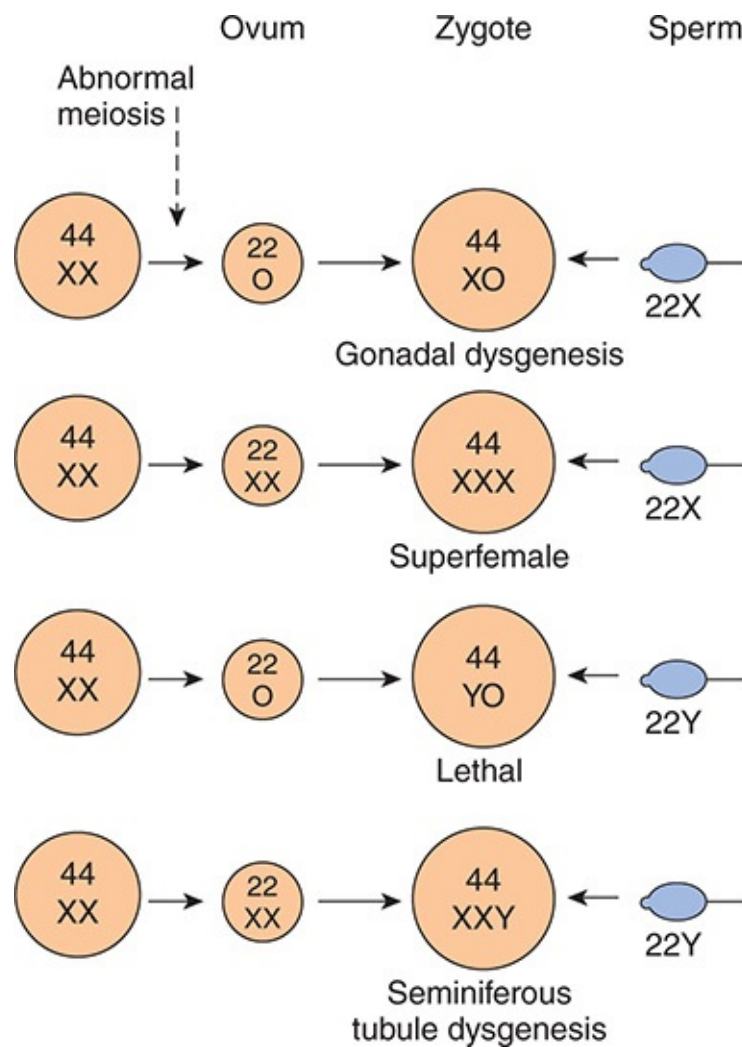 Ovum Zygote Sperm
Abnormal
meiosis
44
XX
22
O
44
XO
22X
Gonadal dysgenesis
44
XX
22
XX
44
XXX
22X
Superfemale
44
XX
22
O
44
YO
22Y
Lethal
44
XX
22
XX
44
XXY
22Y
Seminiferous
tubule dysgenesis